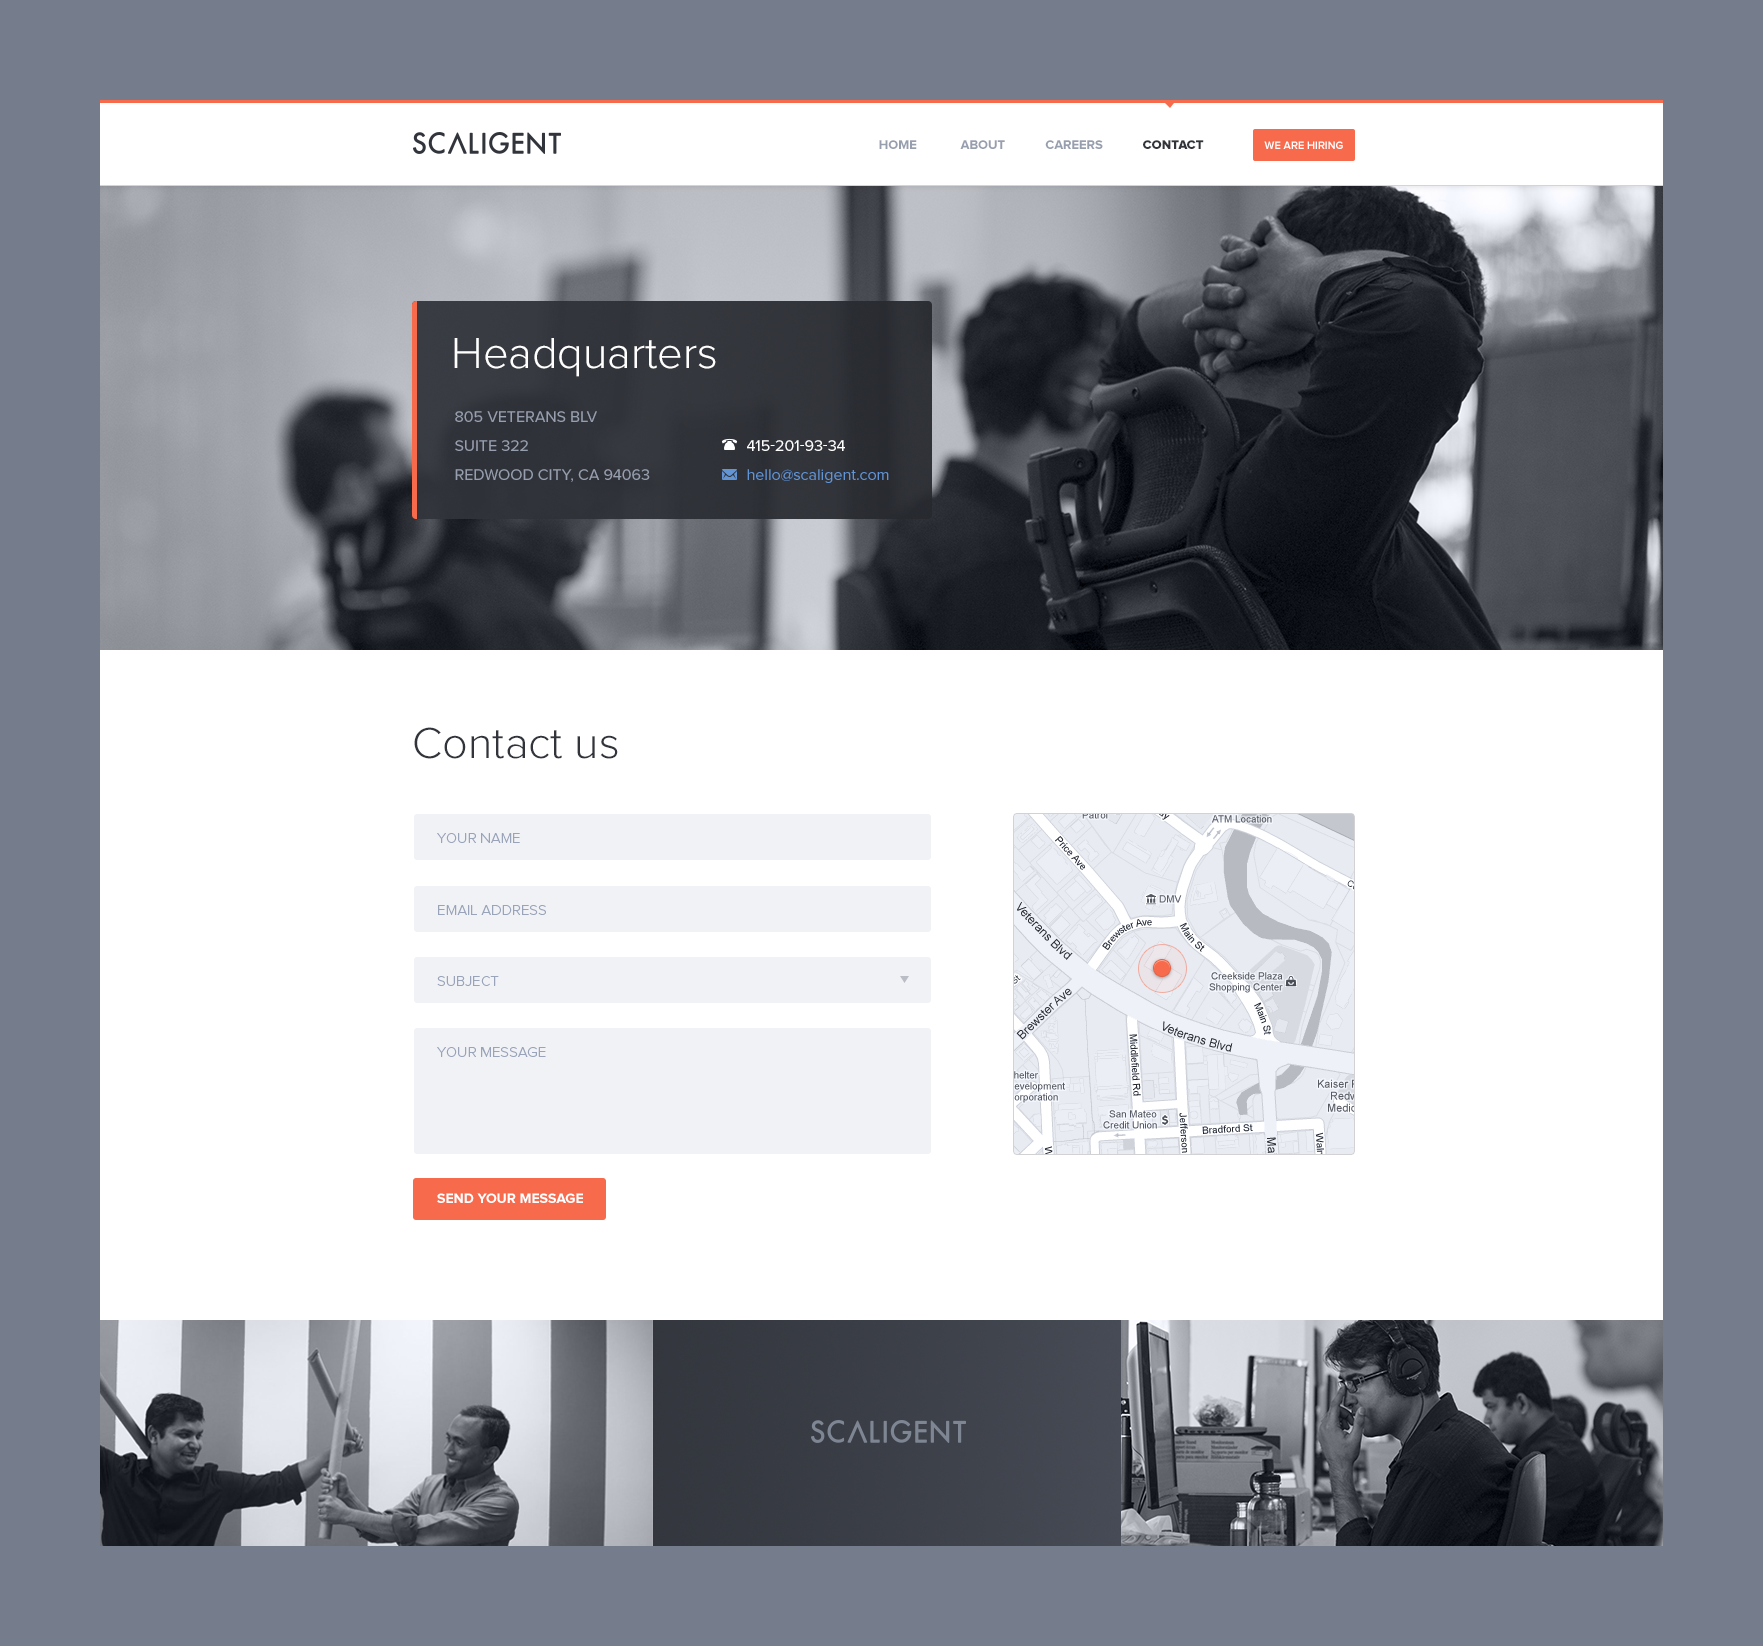 SCALIGENT
HOME ABOUT CAREERS CONTACT WE ARE HIRING
Headquarters
805 VETERANS BLV
SUITE 322
REDWOOD CITY, CA 94063
415-201-93-34
hello@scaligent.com
Contact us
YOUR NAME
EMAIL ADDRESS
SUBJECT
YOUR MESSAGE
SEND YOUR MESSAGE
Patrol
ATM Location
Price Ave
DMV
Veterans Blvd
Brewster Ave
Main St
Creekside Plaza
Shopping Center
Brewster Ave
Main St
Veterans Blvd
Middlefield Rd
helter
evelopment
orporation
Kaiser
Redw
Medic
San Mateo
Credit Union
$
Jefferson
Bradford St
Ma
Waln
W
SCALIGENT